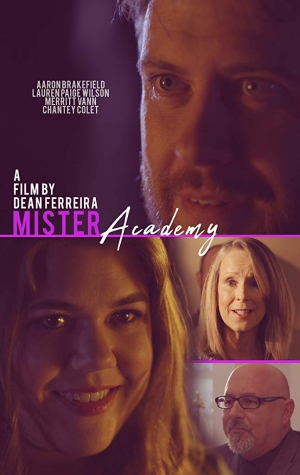 AARON BRAKEFIELD
LAUREN PAIGE WILSON
MERRITT VANN
CHANTEY COLET
A
FILM BY
DEAN FERREIRA
MISTER Academy